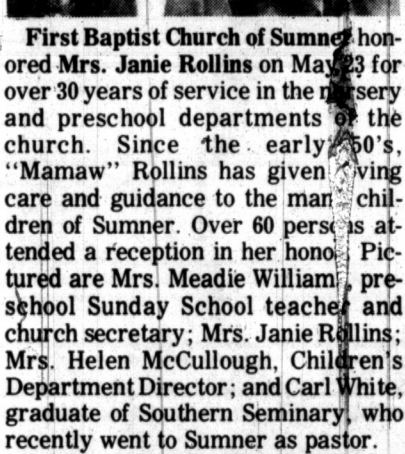 First Baptist Church of Sumner hon-
ored Mrs. Janie Rollins on May 23 for
over 30 years of service in the nursery
and preschool departments of the
church. Since the early 50's,
"Mamaw" Rollins has given loving
care and guidance to the many chil-
dren of Sumner. Over 60 persons at-
tended a reception in her honor. Pic-
tured are Mrs. Meadie William, pre-
school Sunday School teacher and
church secretary; Mrs. Janie Rollins;
Mrs. Helen McCullough, Children's
Department Director; and Carl White,
graduate of Southern Seminary, who
recently went to Sumner as pastor.